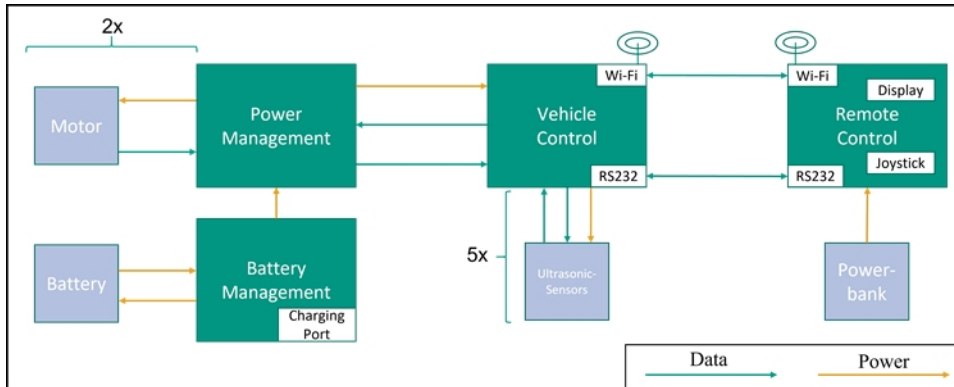 2x
Motor
Power
Management
Wi-Fi
Vehicle
Control
RS232
Wi-Fi
Display
Remote
Control
Joystick
RS232
Battery
Battery
Management
Charging
Port
5x
Ultrasonic-
Sensors
Power-
bank
Data
Power